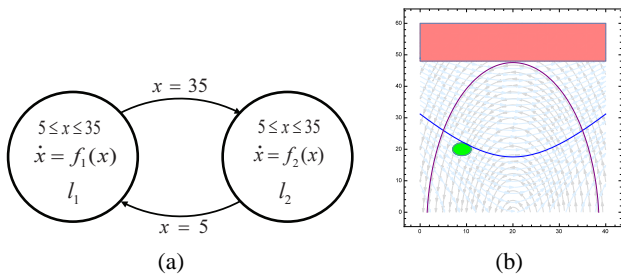 x = 35
5 ≤ x ≤ 35
ẋ = f₁(x)
l₁
5 ≤ x ≤ 35
ẋ = f₂(x)
l₂
x = 5
(a)
60
50
40
30
20
10
0
0 10 20 30 40
(b)